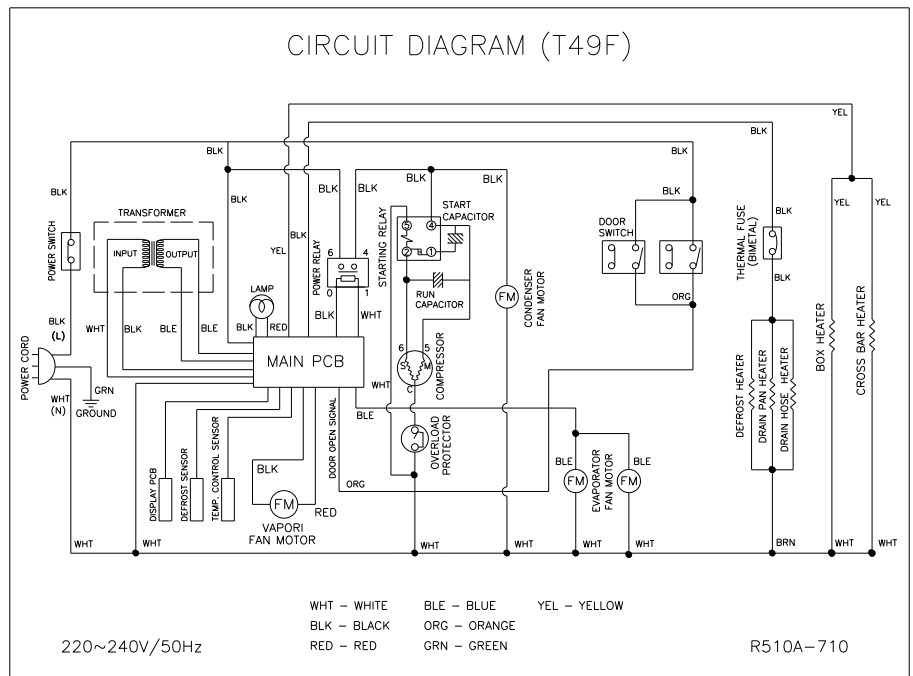 CIRCUIT DIAGRAM (T49F)
YEL
BLK
BLK
BLK
BLK
BLK
BLK
BLK
BLK
BLK
BLK
BLK
YEL
YEL
POWER SWITCH
TRANSFORMER
INPUT
OUTPUT
YEL
BLK
POWER RELAY
6 4
0 1
STARTING RELAY
5 4
2 1
START
CAPACITOR
RUN
CAPACITOR
DOOR
SWITCH
ORG
THERMAL FUSE
(BIMETAL)
BLK
FM
CONDENSER
FAN MOTOR
LAMP
BLK
RED
BLK
WHT
WHT
BLK
BLE
BLE
BLK
(L)
POWER CORD
WHT
(N)
GRN
GROUND
MAIN PCB
6 5
S M
C
COMPRESSOR
WHT
BLE
OVERLOAD
PROTECTOR
DEFROST HEATER
DRAIN PAN HEATER
DRAIN HOSE HEATER
BOX HEATER
CROSS BAR HEATER
DISPLAY PCB
DEFROST SENSOR
TEMP. CONTROL SENSOR
BLK
FM
RED
VAPORI
FAN MOTOR
DOOR OPEN SIGNAL
ORG
BLE
BLE
FM
FM
EVAPORATOR
FAN MOTOR
WHT
WHT
WHT
WHT
WHT
WHT
BRN
WHT
WHT
WHT – WHITE
BLE – BLUE
YEL – YELLOW
BLK – BLACK
ORG – ORANGE
RED – RED
GRN – GREEN
220~240V/50Hz
R510A–710